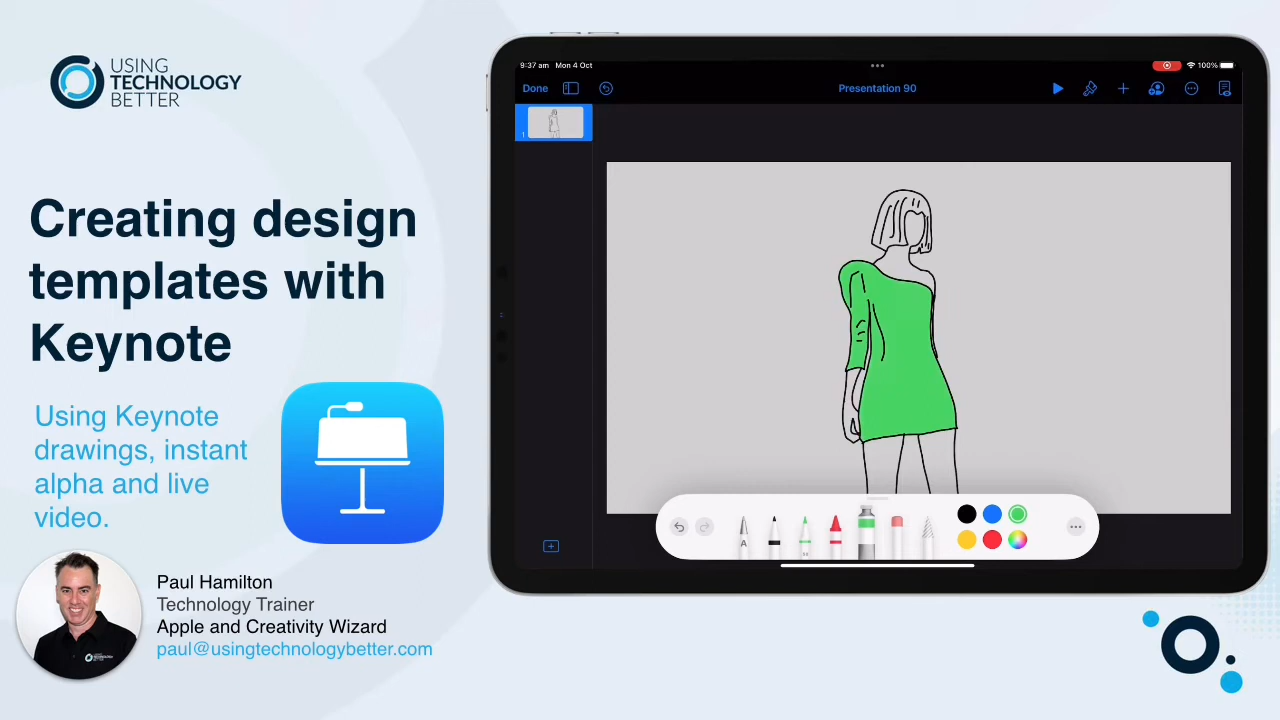 USING
TECHNOLOGY
BETTER
Creating design
templates with
Keynote
Using Keynote
drawings, instant
alpha and live
video.
Paul Hamilton
Technology Trainer
Apple and Creativity Wizard
paul@usingtechnologybetter.com
9:37 am Mon 4 Oct
100%
Done
Presentation 90
1